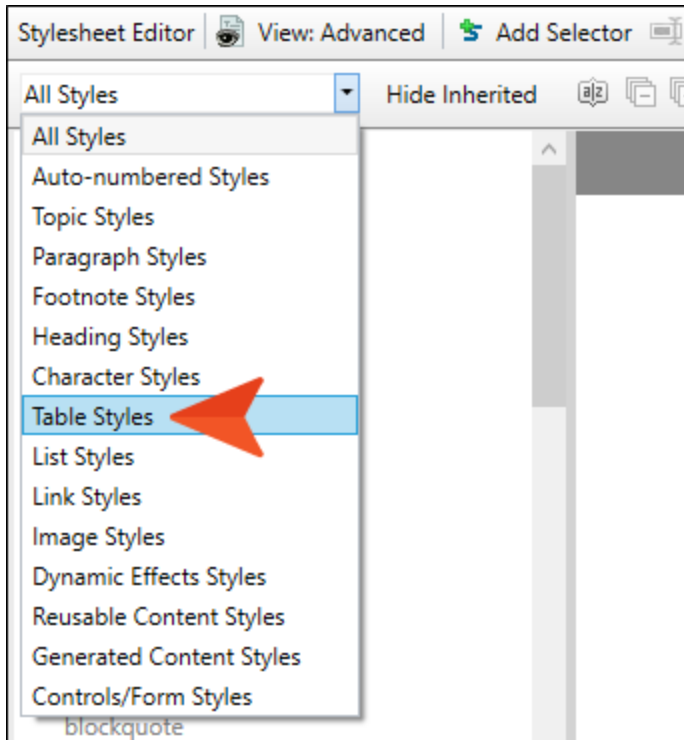 Stylesheet Editor View: Advanced Add Selector
All Styles Hide Inherited a z
All Styles
Auto-numbered Styles
Topic Styles
Paragraph Styles
Footnote Styles
Heading Styles
Character Styles
Table Styles
List Styles
Link Styles
Image Styles
Dynamic Effects Styles
Reusable Content Styles
Generated Content Styles
Controls/Form Styles
blockquote